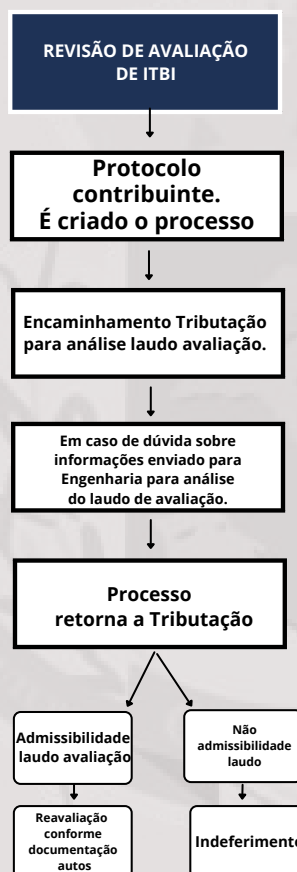 REVISÃO DE AVALIAÇÃO
DE ITBI
Protocolo
contribuinte.
É criado o processo
Encaminhamento Tributação
para análise laudo avaliação.
Em caso de dúvida sobre
informações enviado para
Engenharia para análise
do laudo de avaliação.
Processo
retorna a Tributação
Admissibilidade
laudo avaliação
Não
admissibilidade
laudo
Reavaliação
conforme
documentação
autos
Indeferimento